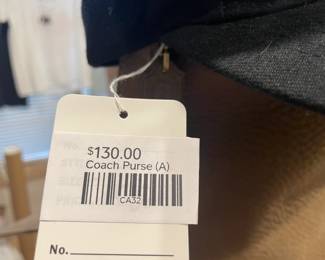 $130.00
Coach Purse (A)
CA32
No.